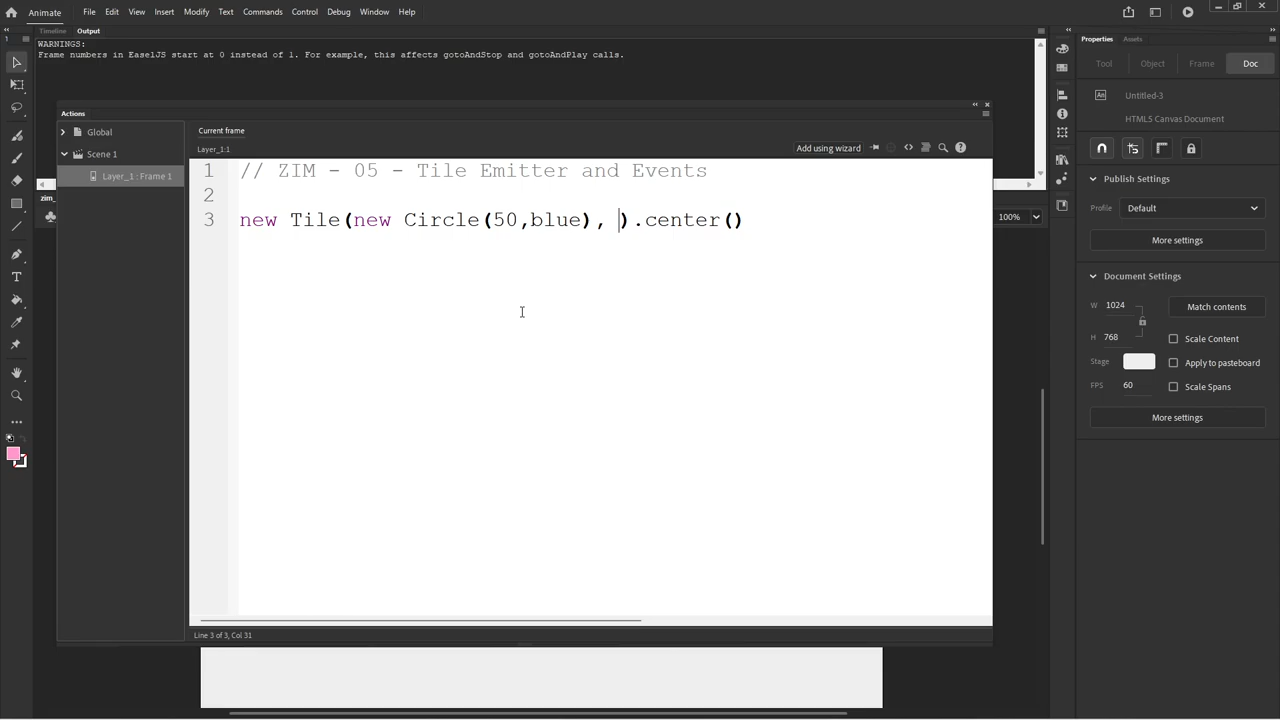 Animate File Edit View Insert Modify Text Commands Control Debug Window Help
Timeline Output
WARNINGS:
Frame numbers in EaselJS start at 0 instead of 1. For example, this affects gotoAndStop and gotoAndPlay calls.
Actions
Global
Scene 1
Layer_1 : Frame 1
Current frame
Layer_1:1
Add using wizard
1 // ZIM - 05 - Tile Emitter and Events
2
3 new Tile(new Circle(50,blue), ).center()
Line 3 of 3, Col 31
zim_
100%
Properties Assets
Tool Object Frame Doc
Untitled-3
HTML5 Canvas Document
Publish Settings
Profile Default
More settings
Document Settings
W 1024
Match contents
H 768
Scale Content
Stage
Apply to pasteboard
FPS 60
Scale Spans
More settings